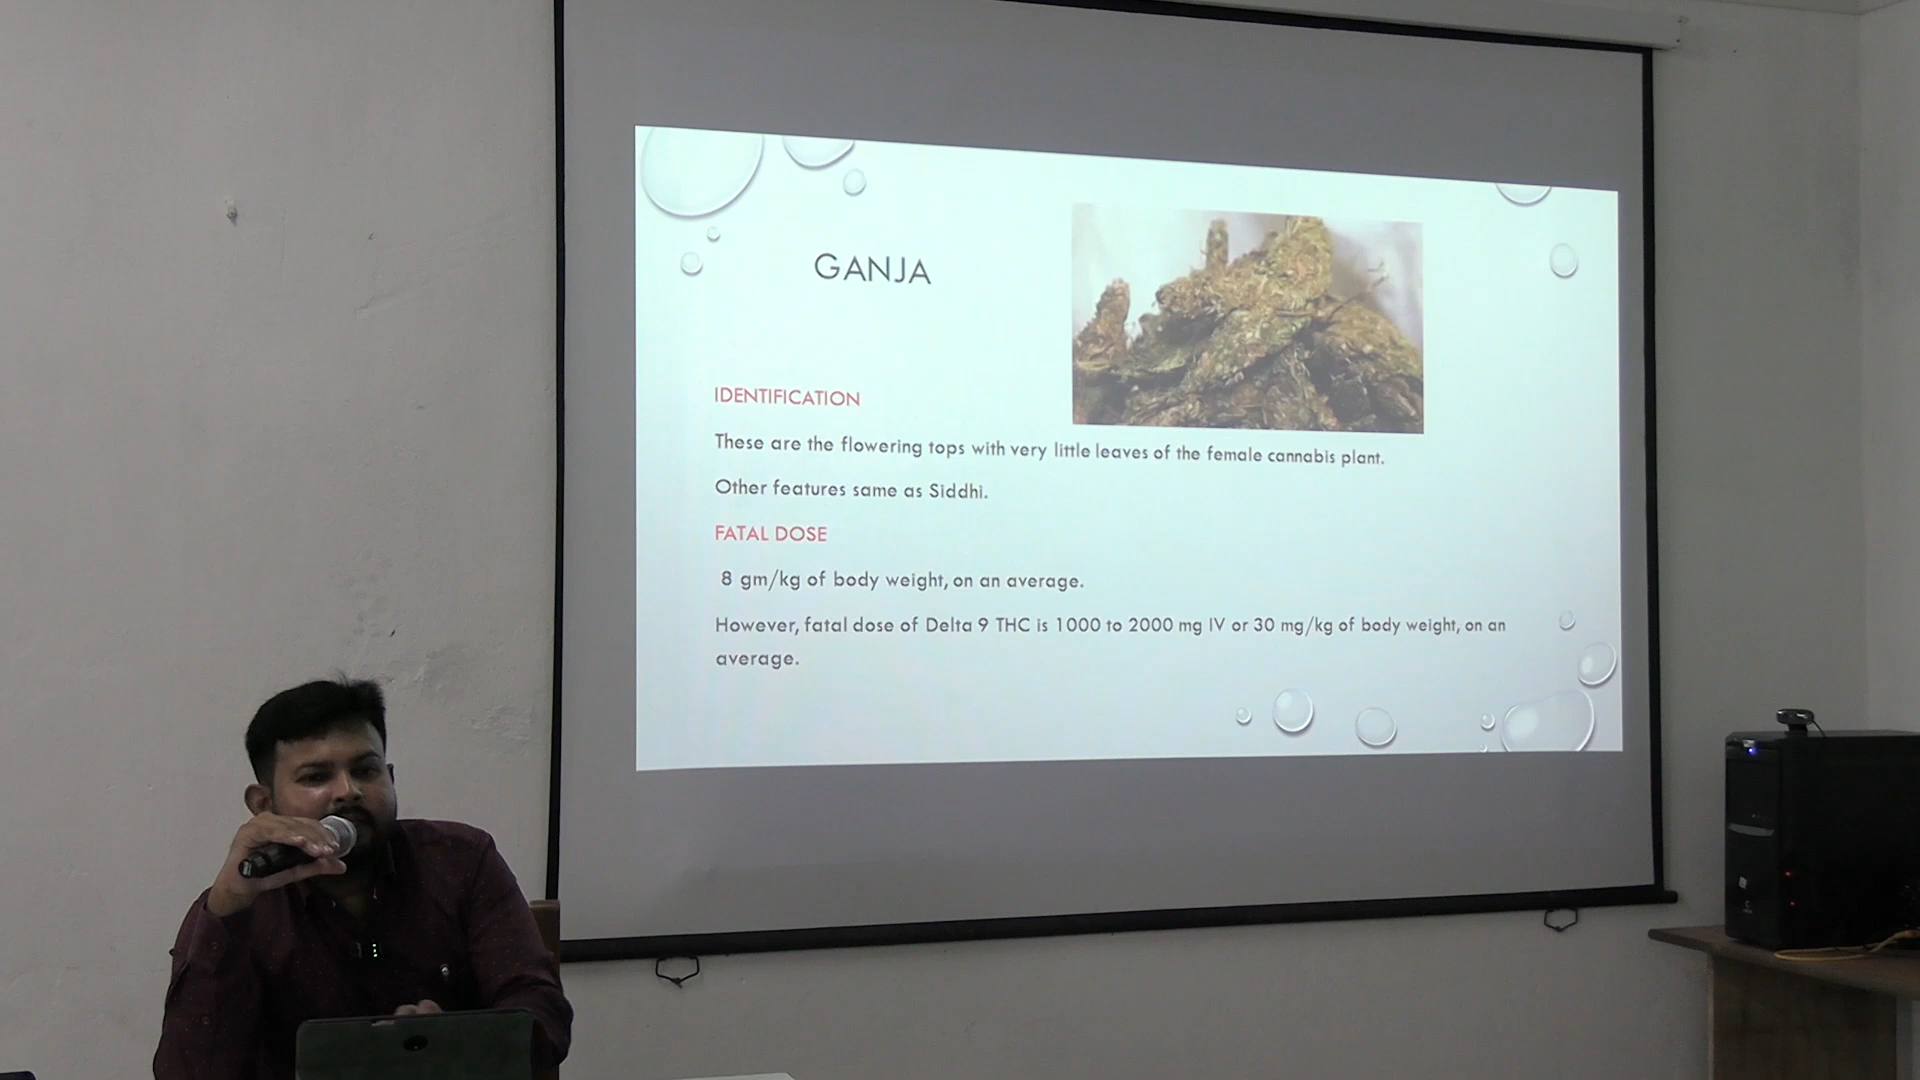 GANJA
IDENTIFICATION
These are the flowering tops with very little leaves of the female cannabis plant.
Other features same as Siddhi.
FATAL DOSE
8 gm/kg of body weight, on an average.
However, fatal dose of Delta 9 THC is 1000 to 2000 mg IV or 30 mg/kg of body weight, on an
average.